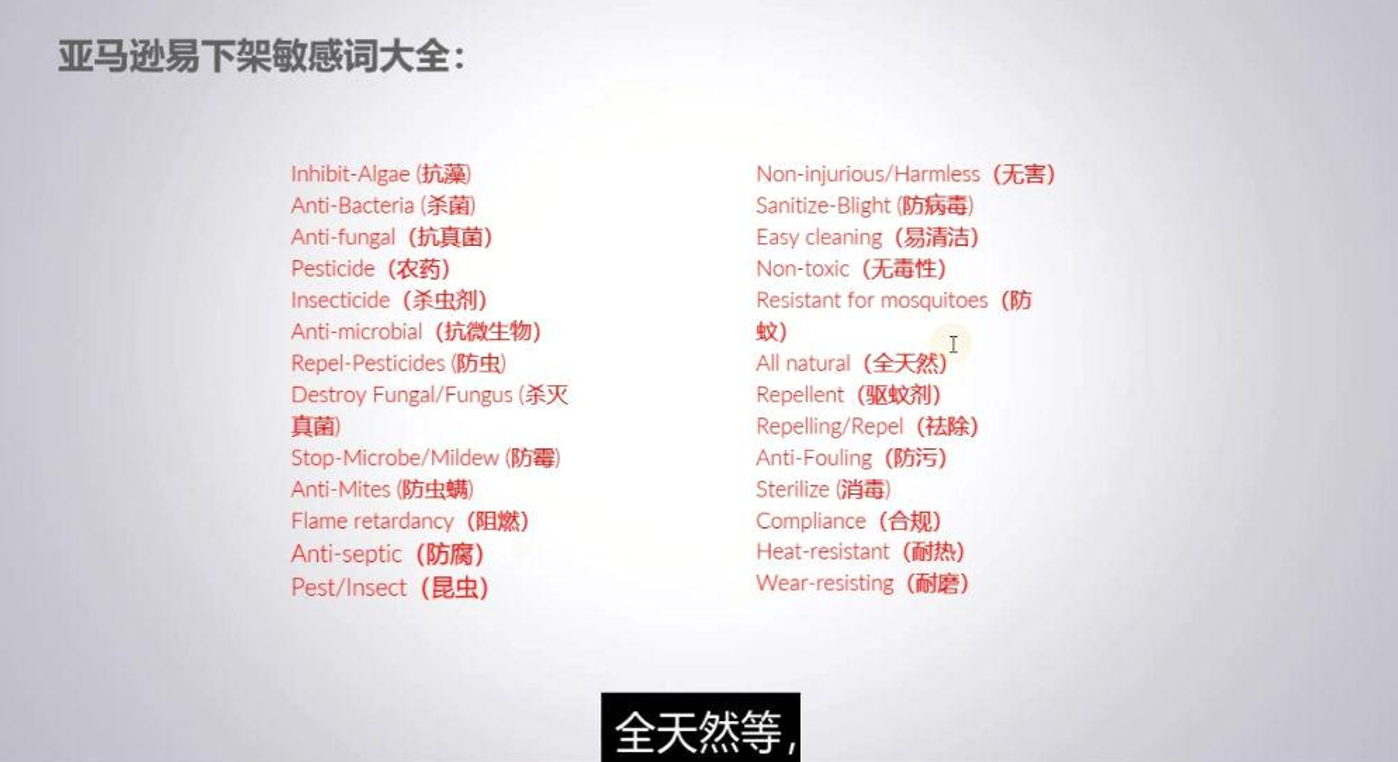 亚马逊易下架敏感词大全：
Inhibit-Algae (抗藻)
Anti-Bacteria (杀菌)
Anti-fungal（抗真菌）
Pesticide（农药）
Insecticide（杀虫剂）
Anti-microbial（抗微生物）
Repel-Pesticides (防虫)
Destroy Fungal/Fungus (杀灭
真菌)
Stop-Microbe/Mildew (防霉)
Anti-Mites (防虫螨)
Flame retardancy（阻燃）
Anti-septic（防腐）
Pest/Insect（昆虫）
Non-injurious/Harmless（无害）
Sanitize-Blight (防病毒)
Easy cleaning（易清洁）
Non-toxic（无毒性）
Resistant for mosquitoes（防
蚊）
All natural（全天然）
Repellent（驱蚊剂）
Repelling/Repel（祛除）
Anti-Fouling（防污）
Sterilize (消毒)
Compliance（合规）
Heat-resistant（耐热）
Wear-resisting（耐磨）
全天然等，